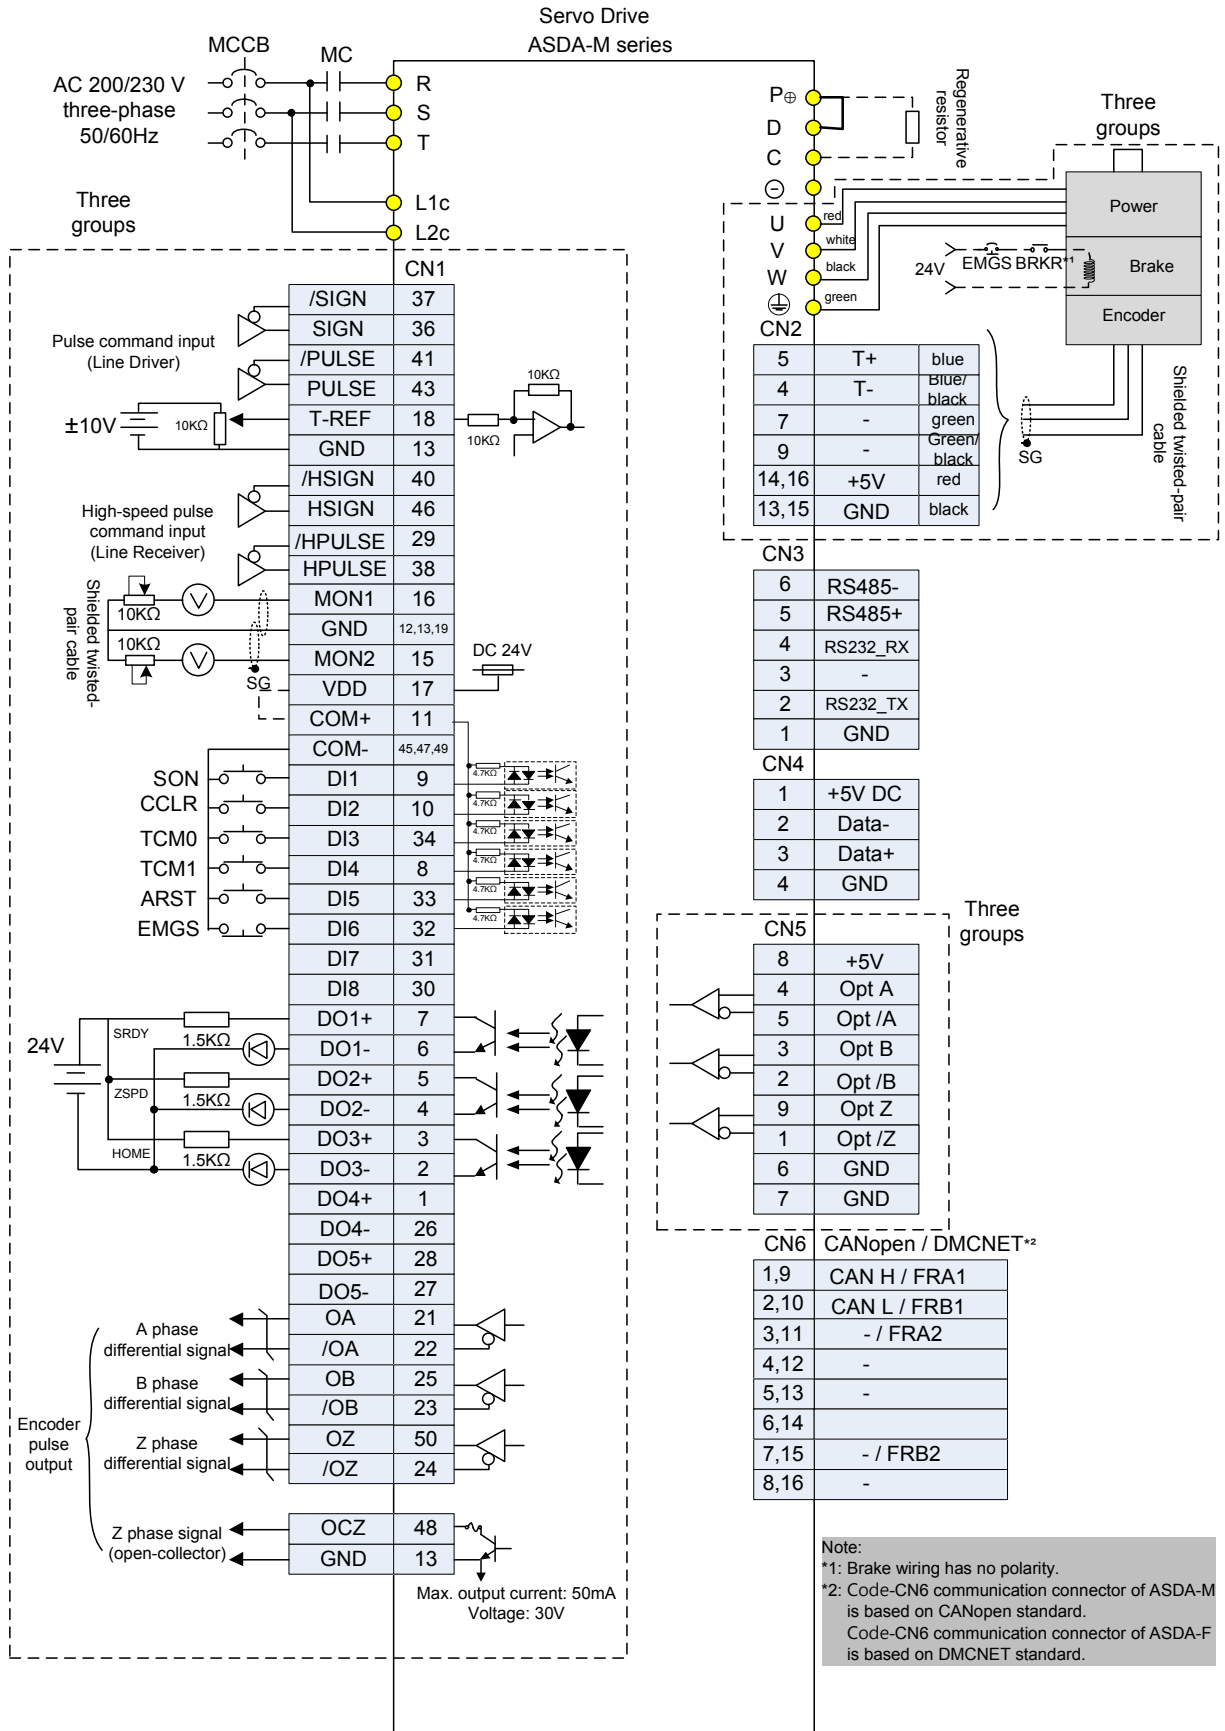 Servo Drive
ASDA-M series
MCCB
MC
AC 200/230 V
three-phase
50/60Hz
R
S
T
Three
groups
L1c
L2c
CN1
/SIGN 37
SIGN 36
Pulse command input
(Line Driver)
/PULSE 41
PULSE 43
±10V
10KΩ
T-REF 18
10KΩ
10KΩ
GND 13
/HSIGN 40
HSIGN 46
High-speed pulse
command input
(Line Receiver)
/HPULSE 29
HPULSE 38
Shielded twisted-
pair cable
10KΩ
V
MON1 16
GND 12,13,19
10KΩ
V
MON2 15
SG
DC 24V
VDD 17
COM+ 11
COM- 45,47,49
SON DI1 9 4.7KΩ
CCLR DI2 10 4.7KΩ
TCM0 DI3 34 4.7KΩ
TCM1 DI4 8 4.7KΩ
ARST DI5 33 4.7KΩ
EMGS DI6 32 4.7KΩ
DI7 31
DI8 30
24V
SRDY
1.5KΩ
DO1+ 7
DO1- 6
ZSPD
1.5KΩ
DO2+ 5
DO2- 4
HOME
1.5KΩ
DO3+ 3
DO3- 2
DO4+ 1
DO4- 26
DO5+ 28
DO5- 27
Encoder
pulse
output
A phase
differential signal
OA 21
/OA 22
B phase
differential signal
OB 25
/OB 23
Z phase
differential signal
OZ 50
/OZ 24
Z phase signal
(open-collector)
OCZ 48
GND 13
Max. output current: 50mA
Voltage: 30V
P⊕
D
C
⊖
Regenerative
resistor
Three
groups
U red
V white
W black
green
Power
24V
EMGS BRKR*1
Brake
Encoder
CN2
5 T+ blue
4 T- Blue/
black
7 - green
9 - Green/
black
14,16 +5V red
13,15 GND black
SG
Shielded twisted-pair
cable
CN3
6 RS485-
5 RS485+
4 RS232_RX
3 -
2 RS232_TX
1 GND
CN4
1 +5V DC
2 Data-
3 Data+
4 GND
Three
groups
CN5
8 +5V
4 Opt A
5 Opt /A
3 Opt B
2 Opt /B
9 Opt Z
1 Opt /Z
6 GND
7 GND
CN6 CANopen / DMCNET*2
1,9 CAN H / FRA1
2,10 CAN L / FRB1
3,11 - / FRA2
4,12 -
5,13 -
6,14
7,15 - / FRB2
8,16 -
Note:
*1: Brake wiring has no polarity.
*2: Code-CN6 communication connector of ASDA-M
is based on CANopen standard.
Code-CN6 communication connector of ASDA-F
is based on DMCNET standard.